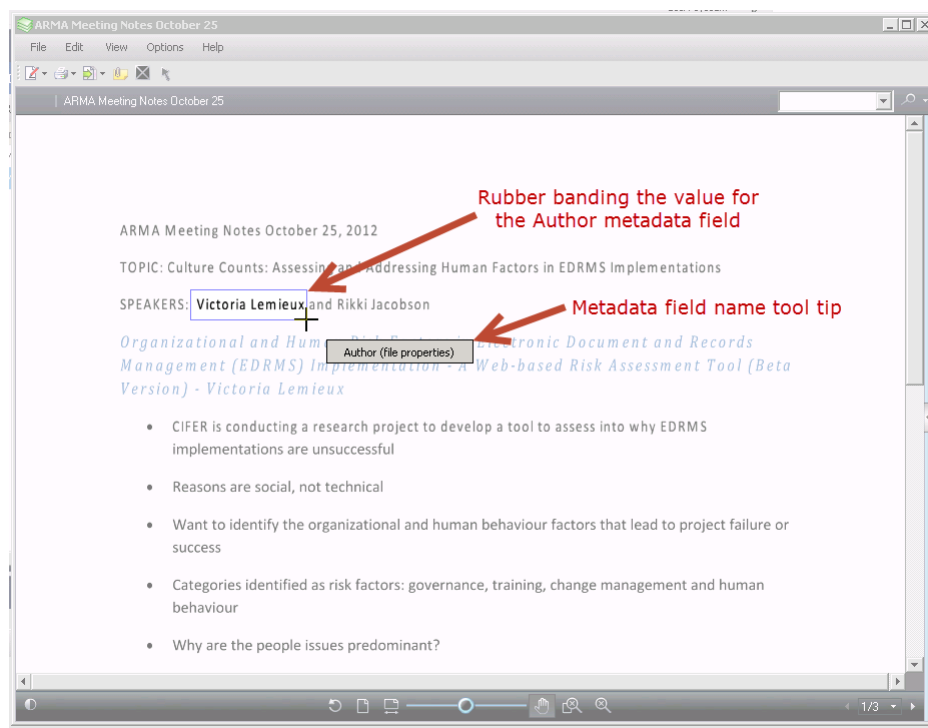 ARMA Meeting Notes October 25
File Edit View Options Help
ARMA Meeting Notes October 25
Rubber banding the value for
the Author metadata field
ARMA Meeting Notes October 25, 2012
TOPIC: Culture Counts: Assessing and Addressing Human Factors in EDRMS Implementations
SPEAKERS: Victoria Lemieux and Rikki Jacobson
Metadata field name tool tip
Organizational and Human Risk Factors in Electronic Document and Records
Author (file properties)
Management (EDRMS) Implementation - A Web-based Risk Assessment Tool (Beta
Version) - Victoria Lemieux
• CIFER is conducting a research project to develop a tool to assess into why EDRMS
implementations are unsuccessful
• Reasons are social, not technical
• Want to identify the organizational and human behaviour factors that lead to project failure or
success
• Categories identified as risk factors: governance, training, change management and human
behaviour
• Why are the people issues predominant?
1/3